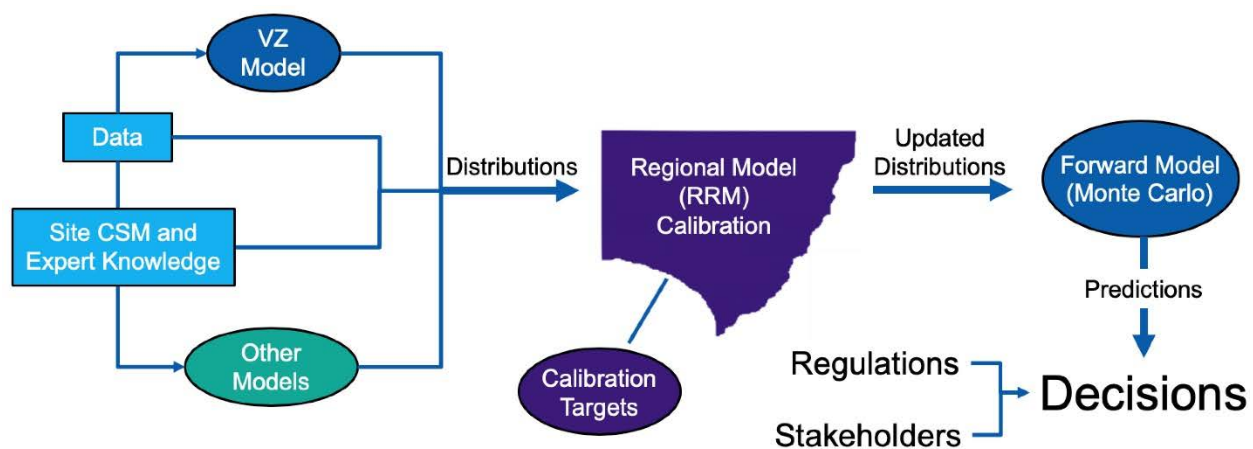 VZ
Model
Data
Site CSM and
Expert Knowledge
Other
Models
Distributions
Regional Model
(RRM)
Calibration
Calibration
Targets
Updated
Distributions
Forward Model
(Monte Carlo)
Predictions
Regulations
Stakeholders
Decisions